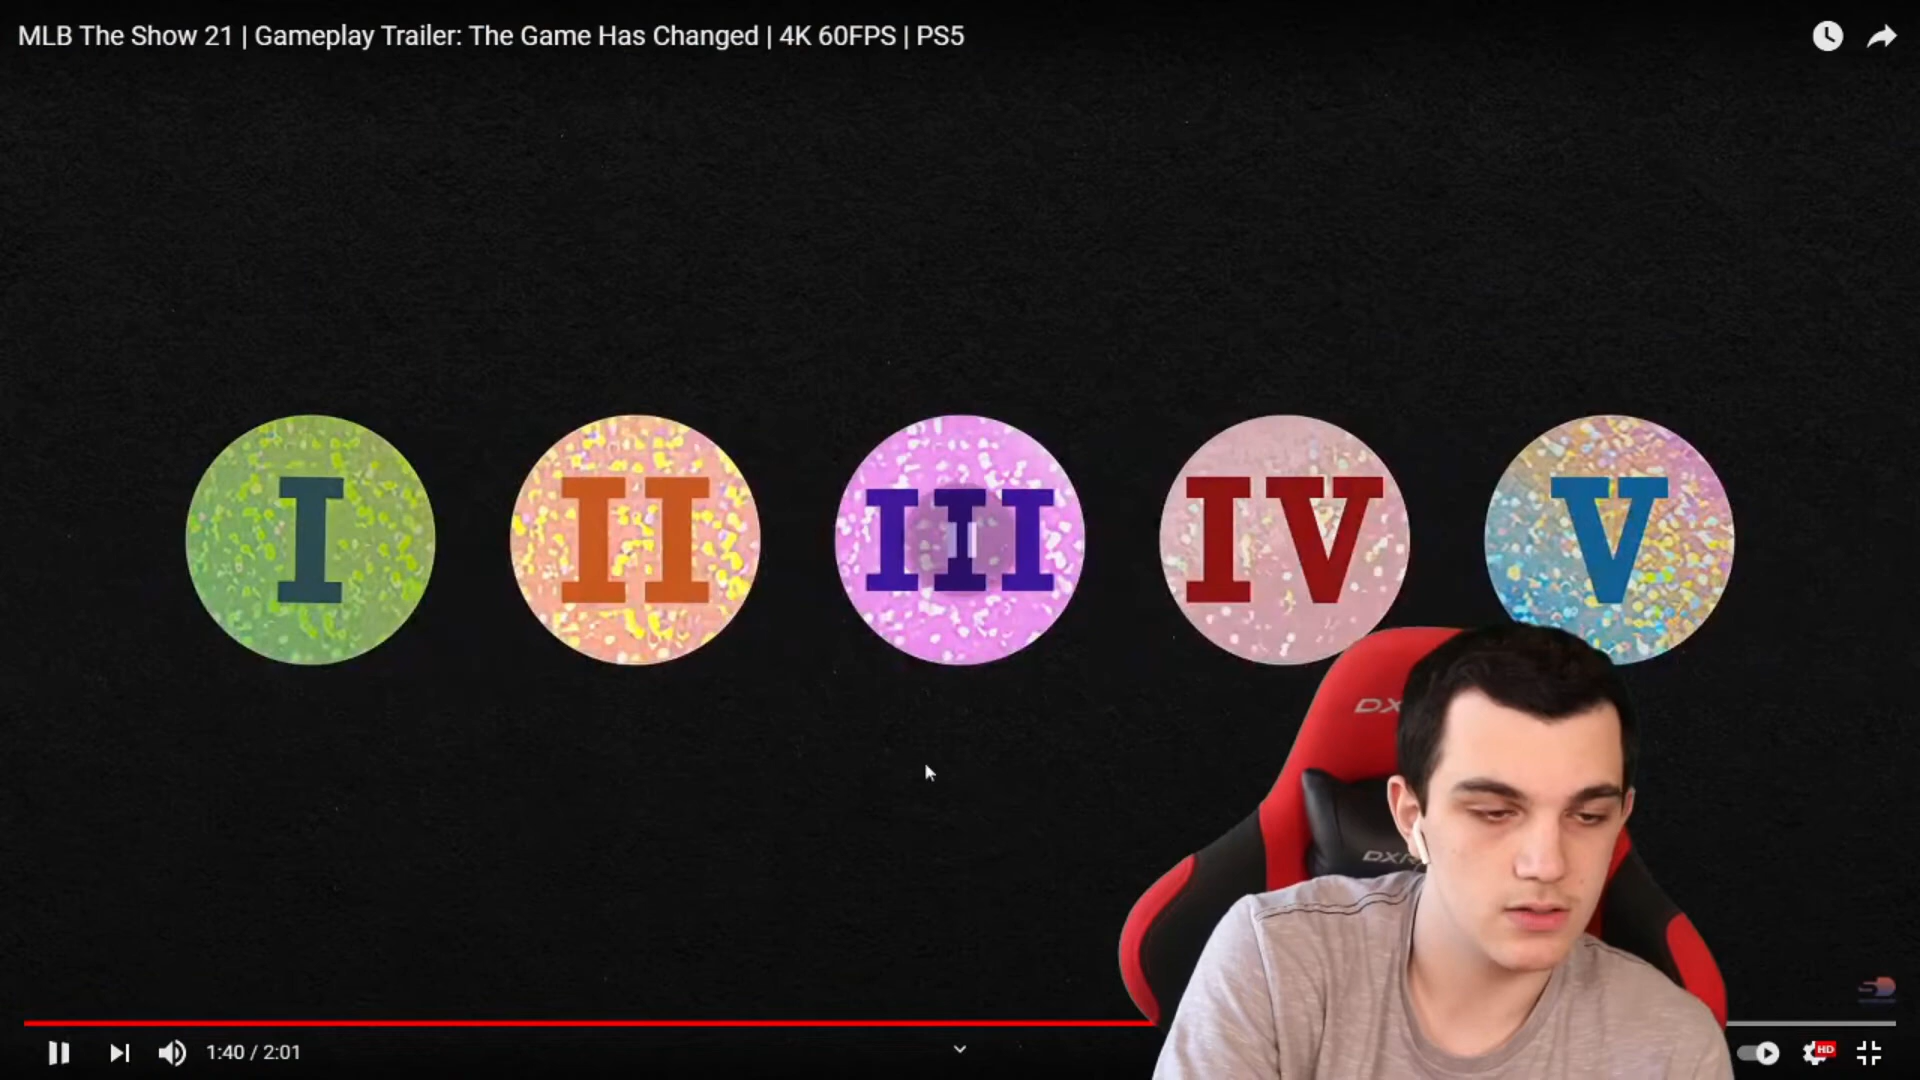 MLB The Show 21 | Gameplay Trailer: The Game Has Changed | 4K 60FPS | PS5
I II III IV V
DX
DXR
1:40 / 2:01
HD